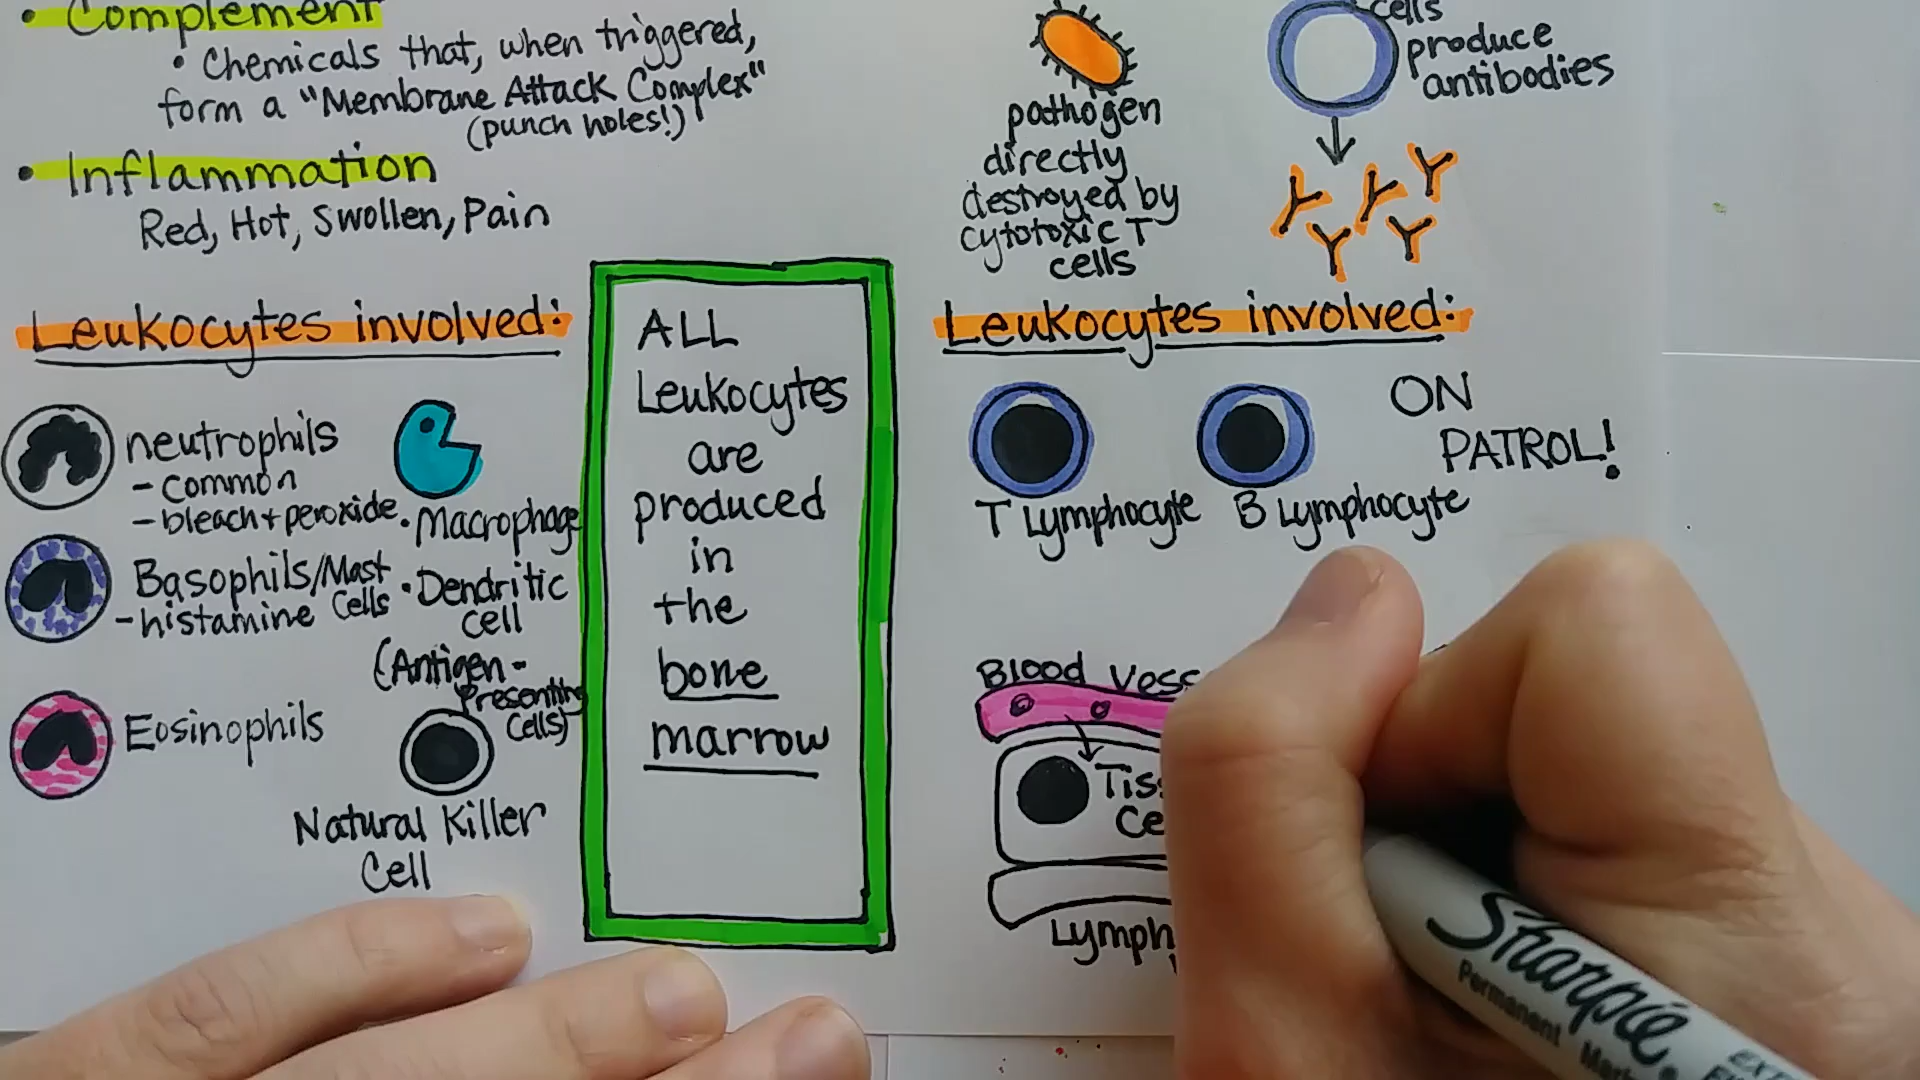 • Complement
• Chemicals that, when triggered,
form a "Membrane Attack Complex"
(punch holes!)
• Inflammation
Red, Hot, Swollen, Pain
Leukocytes involved:
neutrophils
- common
- bleach + peroxide
Basophils/Mast
Cells
- histamine
Eosinophils
• Macrophage
• Dendritic
cell
(Antigen-
Presenting
Cells)
Natural Killer
Cell
ALL
Leukocytes
are
produced
in
the
bone
marrow
pathogen
directly
destroyed by
cytotoxic T
cells
cells
produce
antibodies
Leukocytes involved:
T Lymphocyte
B Lymphocyte
ON
PATROL!
Blood
Lymph
Sharpie
Permanent